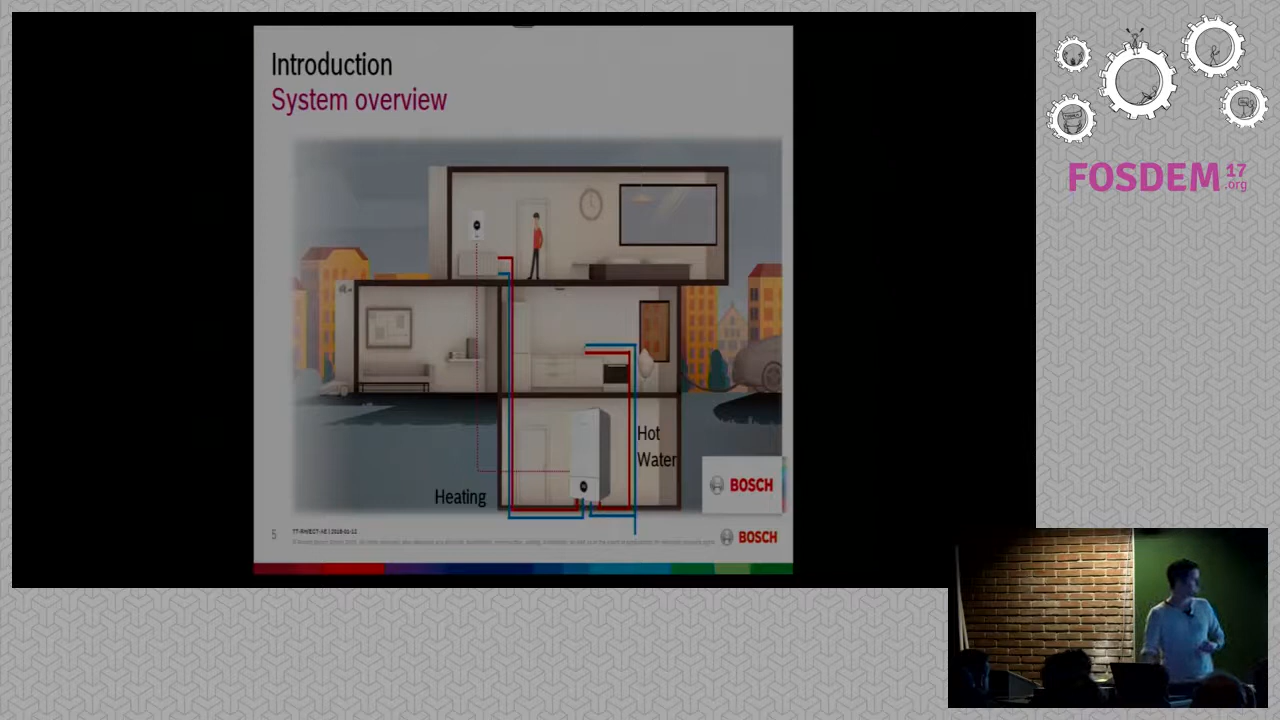 Introduction
System overview
Hot
Water
Heating
BOSCH
5
BOSCH
FOSDEM 17
.org